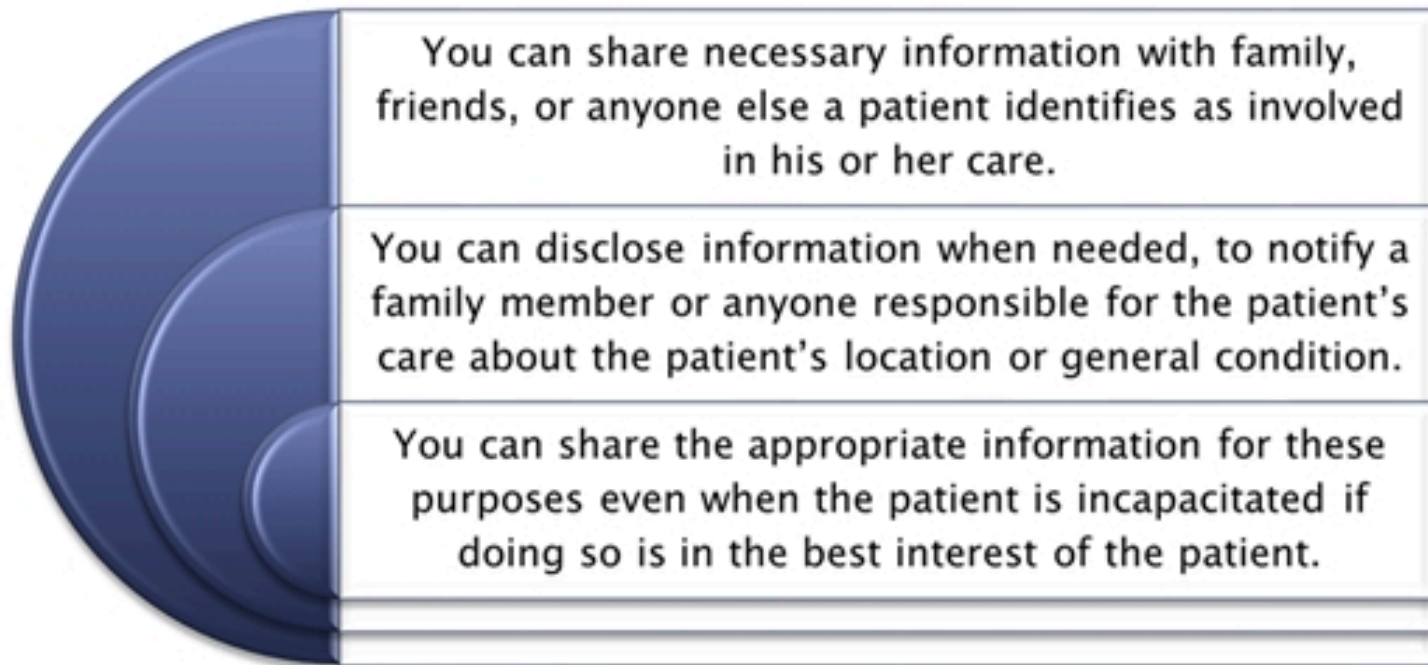 You can share necessary information with family,
friends, or anyone else a patient identifies as involved
in his or her care.
You can disclose information when needed, to notify a
family member or anyone responsible for the patient's
care about the patient's location or general condition.
You can share the appropriate information for these
purposes even when the patient is incapacitated if
doing so is in the best interest of the patient.